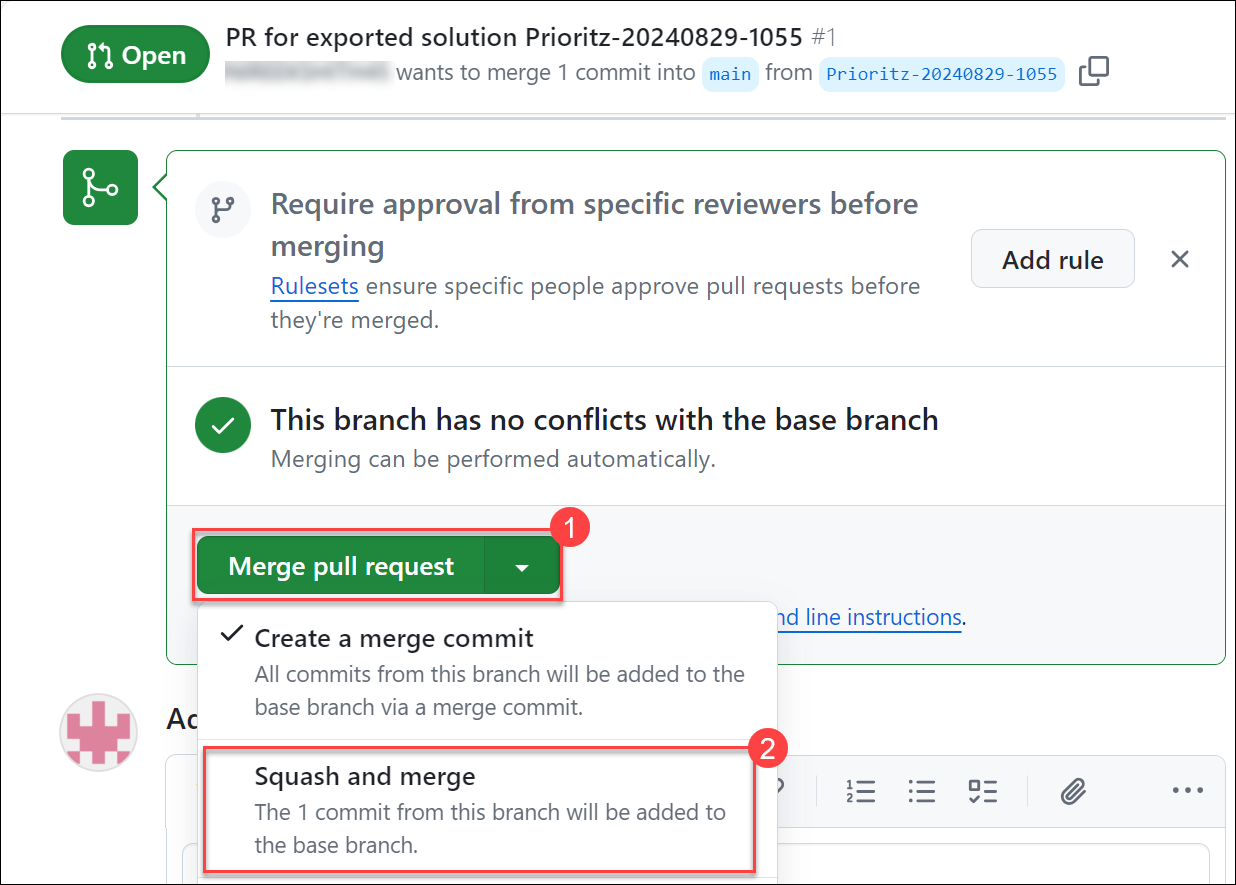 Open
PR for exported solution Prioritz-20240829-1055 #1
wants to merge 1 commit into main from Prioritz-20240829-1055
Require approval from specific reviewers before
merging
Rulesets ensure specific people approve pull requests before
they're merged.
Add rule
This branch has no conflicts with the base branch
Merging can be performed automatically.
1
Merge pull request
nd line instructions.
Create a merge commit
All commits from this branch will be added to the
base branch via a merge commit.
2
Squash and merge
The 1 commit from this branch will be added to
the base branch.